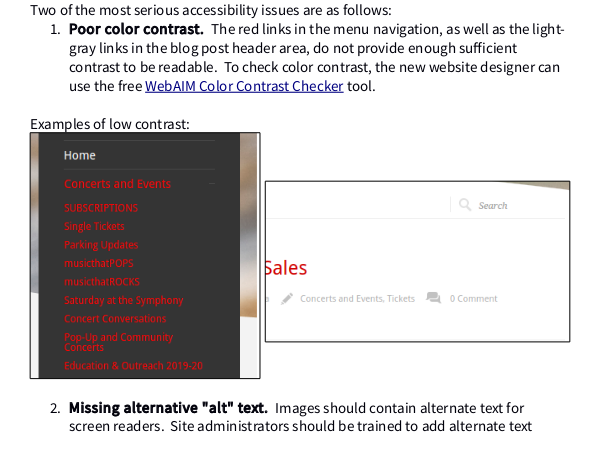 Two of the most serious accessibility issues are as follows:
1. Poor color contrast. The red links in the menu navigation, as well as the light-
gray links in the blog post header area, do not provide enough sufficient
contrast to be readable. To check color contrast, the new website designer can
use the free WebAIM Color Contrast Checker tool.
Examples of low contrast:
Home
Concerts and Events
SUBSCRIPTIONS
Single Tickets
Parking Updates
musicthatPOPS
musicthatROCKS
Saturday at the Symphony
Concert Conversations
Pop-Up and Community
Concerts
Education & Outreach 2019-20
Search
Sales
s Concerts and Events, Tickets 0 Comment
2. Missing alternative "alt" text. Images should contain alternate text for
screen readers. Site administrators should be trained to add alternate text